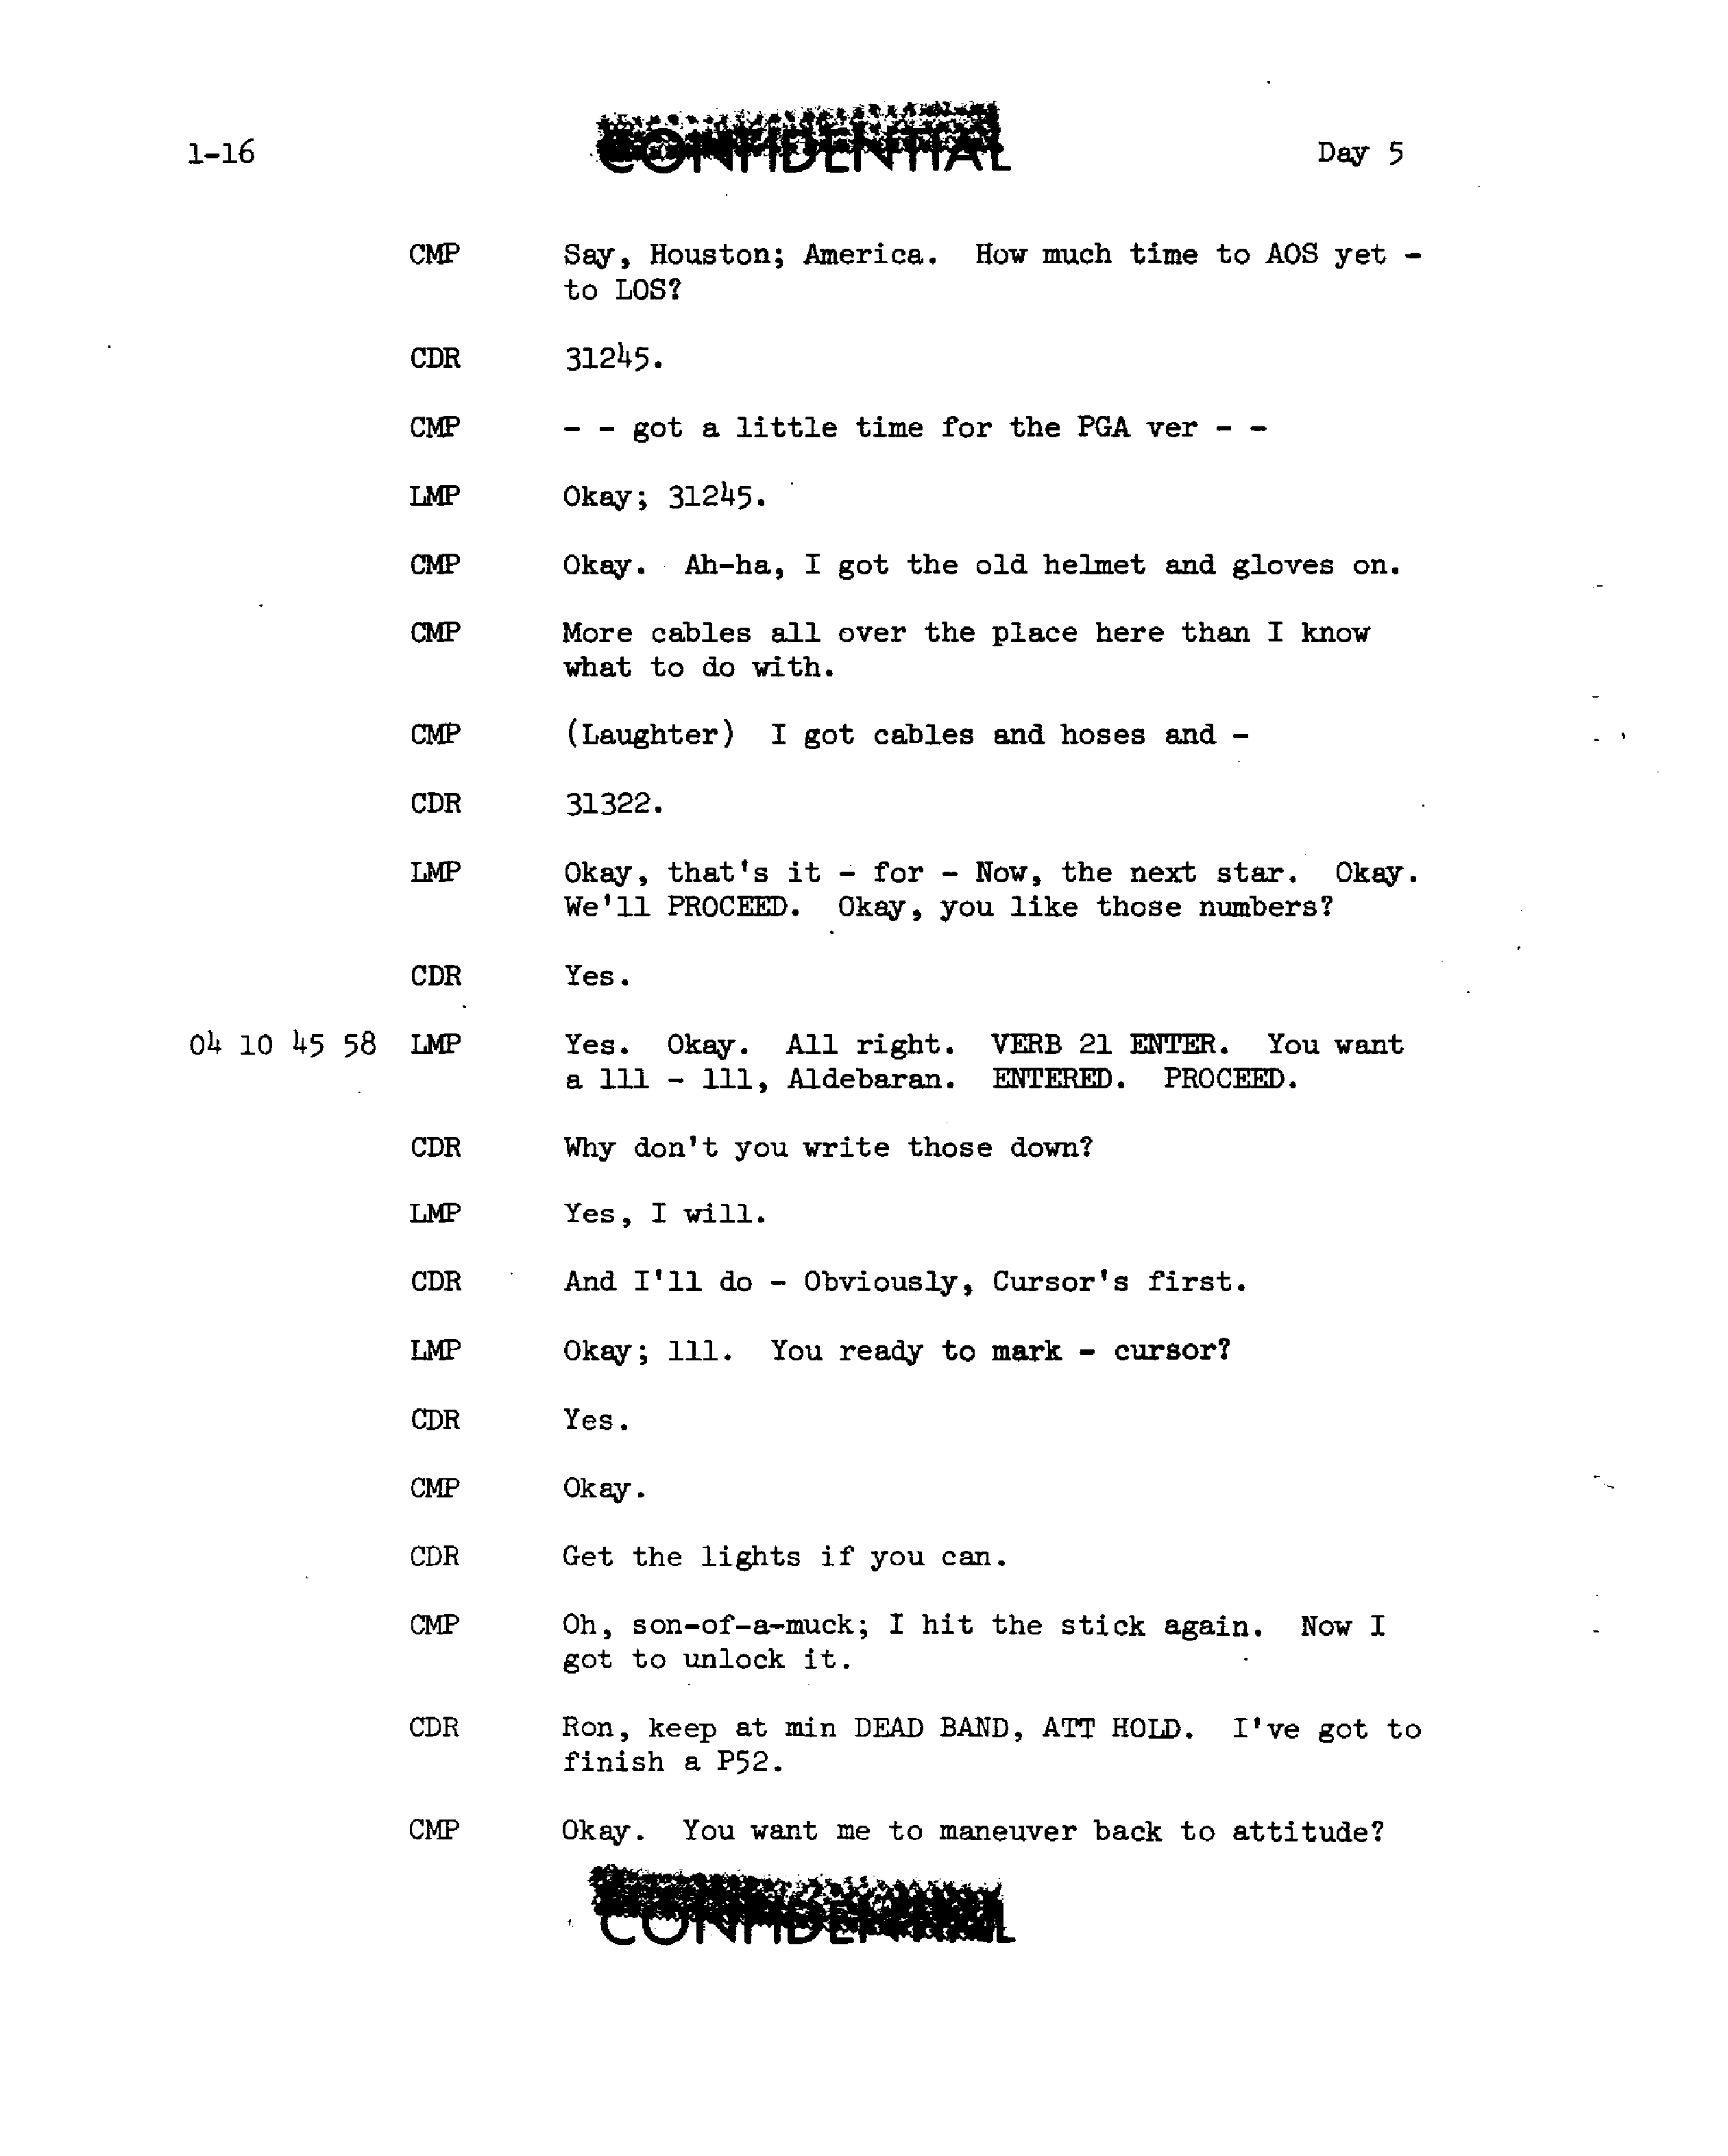 1-16 CONFIDENTIAL Day 5
CMP Say, Houston; America. How much time to AOS yet -
to LOS?
CDR 31245.
CMP - - got a little time for the PGA ver - -
LMP Okay; 31245.
CMP Okay. Ah-ha, I got the old helmet and gloves on.
CMP More cables all over the place here than I know
what to do with.
CMP (Laughter) I got cables and hoses and -
CDR 31322.
LMP Okay, that's it - for - Now, the next star. Okay.
We'll PROCEED. Okay, you like those numbers?
CDR Yes.
04 10 45 58 LMP Yes. Okay. All right. VERB 21 ENTER. You want
a 111 - 111, Aldebaran. ENTERED. PROCEED.
CDR Why don't you write those down?
LMP Yes, I will.
CDR And I'll do - Obviously, Cursor's first.
LMP Okay; 111. You ready to mark - cursor?
CDR Yes.
CMP Okay.
CDR Get the lights if you can.
CMP Oh, son-of-a-muck; I hit the stick again. Now I
got to unlock it.
CDR Ron, keep at min DEAD BAND, ATT HOLD. I've got to
finish a P52.
CMP Okay. You want me to maneuver back to attitude?
CONFIDENTIAL